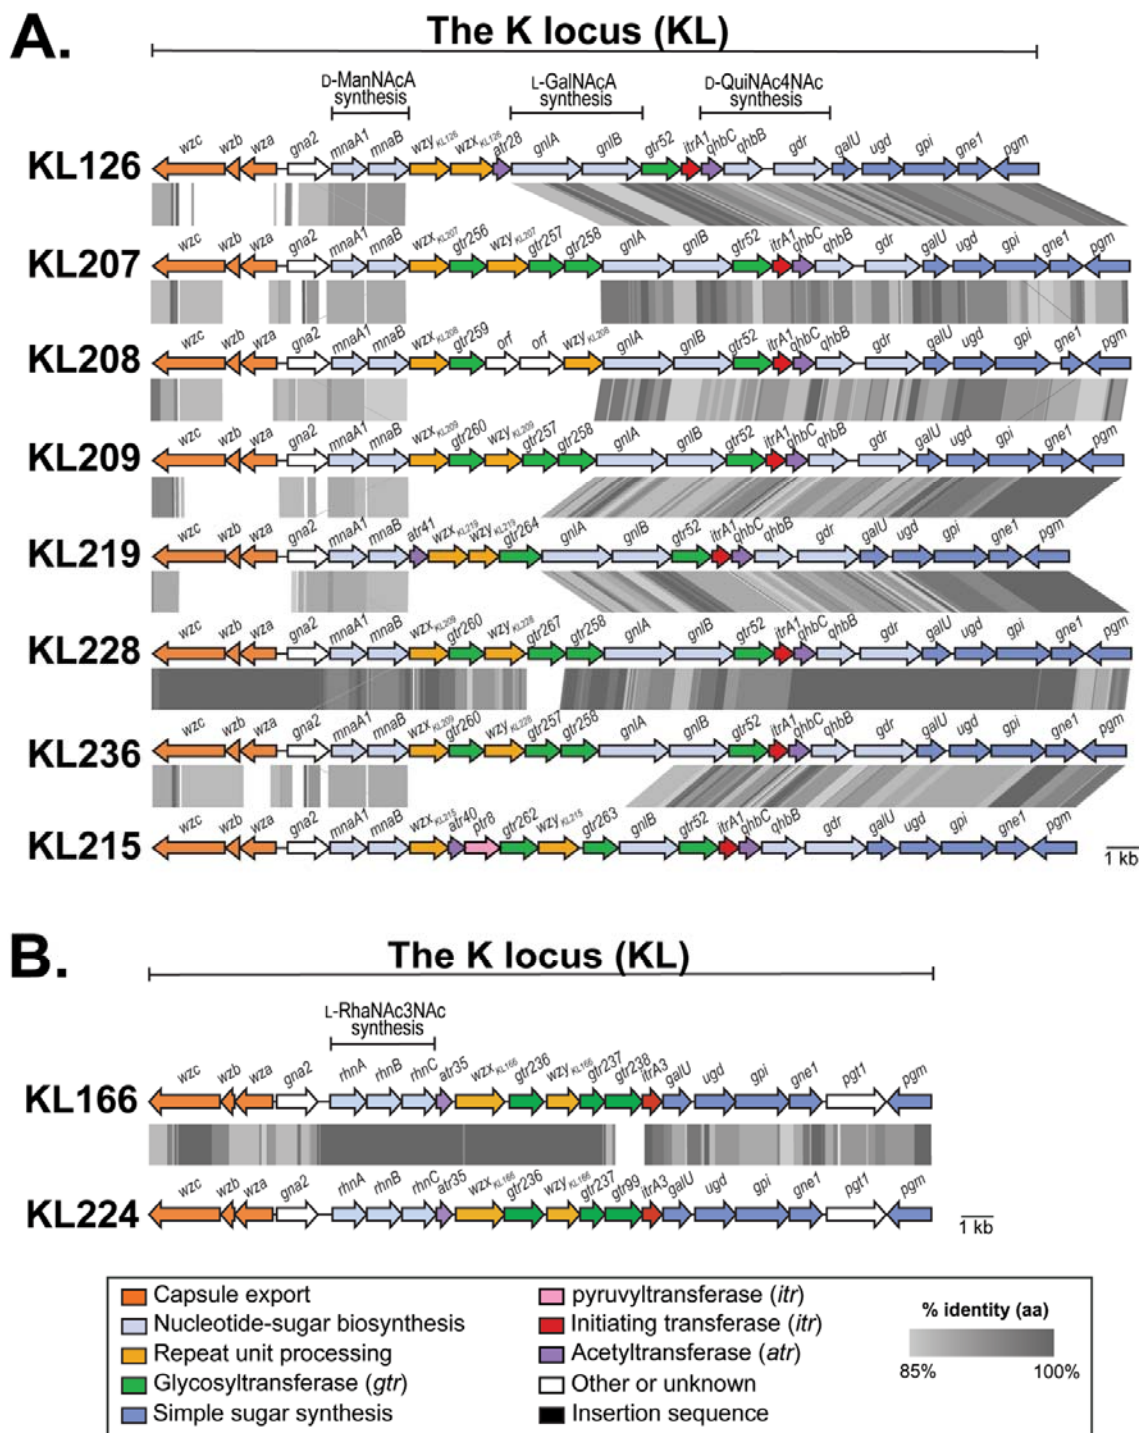 A.
The K locus (KL)
D-ManNAcA synthesis
L-GalNAcA synthesis
D-QuiNAc4NAc synthesis
KL126 wzc wzb wza gna2 mnaA1 mnaB wzyKL126 wzxKL126 atr28 gnlA gnlB gtr52 itrA1 qhbC qhbB gdr galU ugd gpi gne1 pgm
KL207 wzc wzb wza gna2 mnaA1 mnaB wzxKL207 gtr256 wzyKL207 gtr257 gtr258 gnlA gnlB gtr52 itrA1 qhbC qhbB gdr galU ugd gpi gne1 pgm
KL208 wzc wzb wza gna2 mnaA1 mnaB wzxKL208 gtr259 orf orf wzyKL208 gnlA gnlB gtr52 itrA1 qhbC qhbB gdr galU ugd gpi gne1 pgm
KL209 wzc wzb wza gna2 mnaA1 mnaB wzxKL209 gtr260 wzyKL209 gtr257 gtr258 gnlA gnlB gtr52 itrA1 qhbC qhbB gdr galU ugd gpi gne1 pgm
KL219 wzc wzb wza gna2 mnaA1 mnaB atr41 wzxKL219 wzyKL219 gtr264 gnlA gnlB gtr52 itrA1 qhbC qhbB gdr galU ugd gpi gne1 pgm
KL228 wzc wzb wza gna2 mnaA1 mnaB wzxKL209 gtr260 wzyKL228 gtr267 gtr258 gnlA gnlB gtr52 itrA1 qhbC qhbB gdr galU ugd gpi gne1 pgm
KL236 wzc wzb wza gna2 mnaA1 mnaB wzxKL209 gtr260 wzyKL228 gtr257 gtr258 gnlA gnlB gtr52 itrA1 qhbC qhbB gdr galU ugd gpi gne1 pgm
KL215 wzc wzb wza gna2 mnaA1 mnaB wzxKL215 atr40 ptr8 gtr262 wzyKL215 gtr263 gnlB gtr52 itrA1 qhbC qhbB gdr galU ugd gpi gne1 pgm
1 kb
B.
The K locus (KL)
L-RhaNAc3NAc synthesis
KL166 wzc wzb wza gna2 rhnA rhnB rhnC atr35 wzxKL166 gtr236 wzyKL166 gtr237 gtr238 itrA3 galU ugd gpi gne1 pgt1 pgm
KL224 wzc wzb wza gna2 rhnA rhnB rhnC atr35 wzxKL166 gtr236 wzyKL166 gtr237 gtr99 itrA3 galU ugd gpi gne1 pgt1 pgm
1 kb
Capsule export
Nucleotide-sugar biosynthesis
Repeat unit processing
Glycosyltransferase (gtr)
Simple sugar synthesis
pyruvyltransferase (itr)
Initiating transferase (itr)
Acetyltransferase (atr)
Other or unknown
Insertion sequence
% identity (aa)
85% 100%